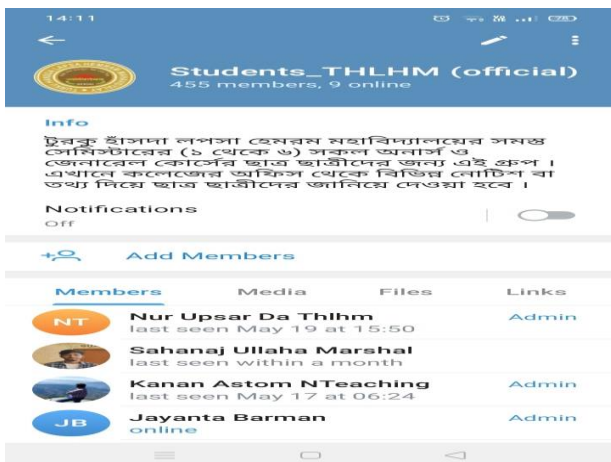 14:11
78
Students_THLHM (official)
455 members, 9 online
Info
টুরকু হাঁসদা লপসা হেমরম মহাবিদ্যালয়ের সমস্ত
সেমিস্টারের (১ থেকে ৬) সকল অনার্স ও
জেনারেল কোর্সের ছাত্র ছাত্রীদের জন্য এই গ্রুপ ।
এখানে কলেজের অফিস থেকে বিভিন্ন নোটিশ বা
তথ্য দিয়ে ছাত্র ছাত্রীদের জানিয়ে দেওয়া হবে ।
Notifications
Off
Add Members
Members Media Files Links
NT Nur Upsar Da Thlhm Admin
last seen May 19 at 15:50
Sahanaj Ullaha Marshal
last seen within a month
Kanan Astom NTeaching Admin
last seen May 17 at 06:24
JB Jayanta Barman Admin
online